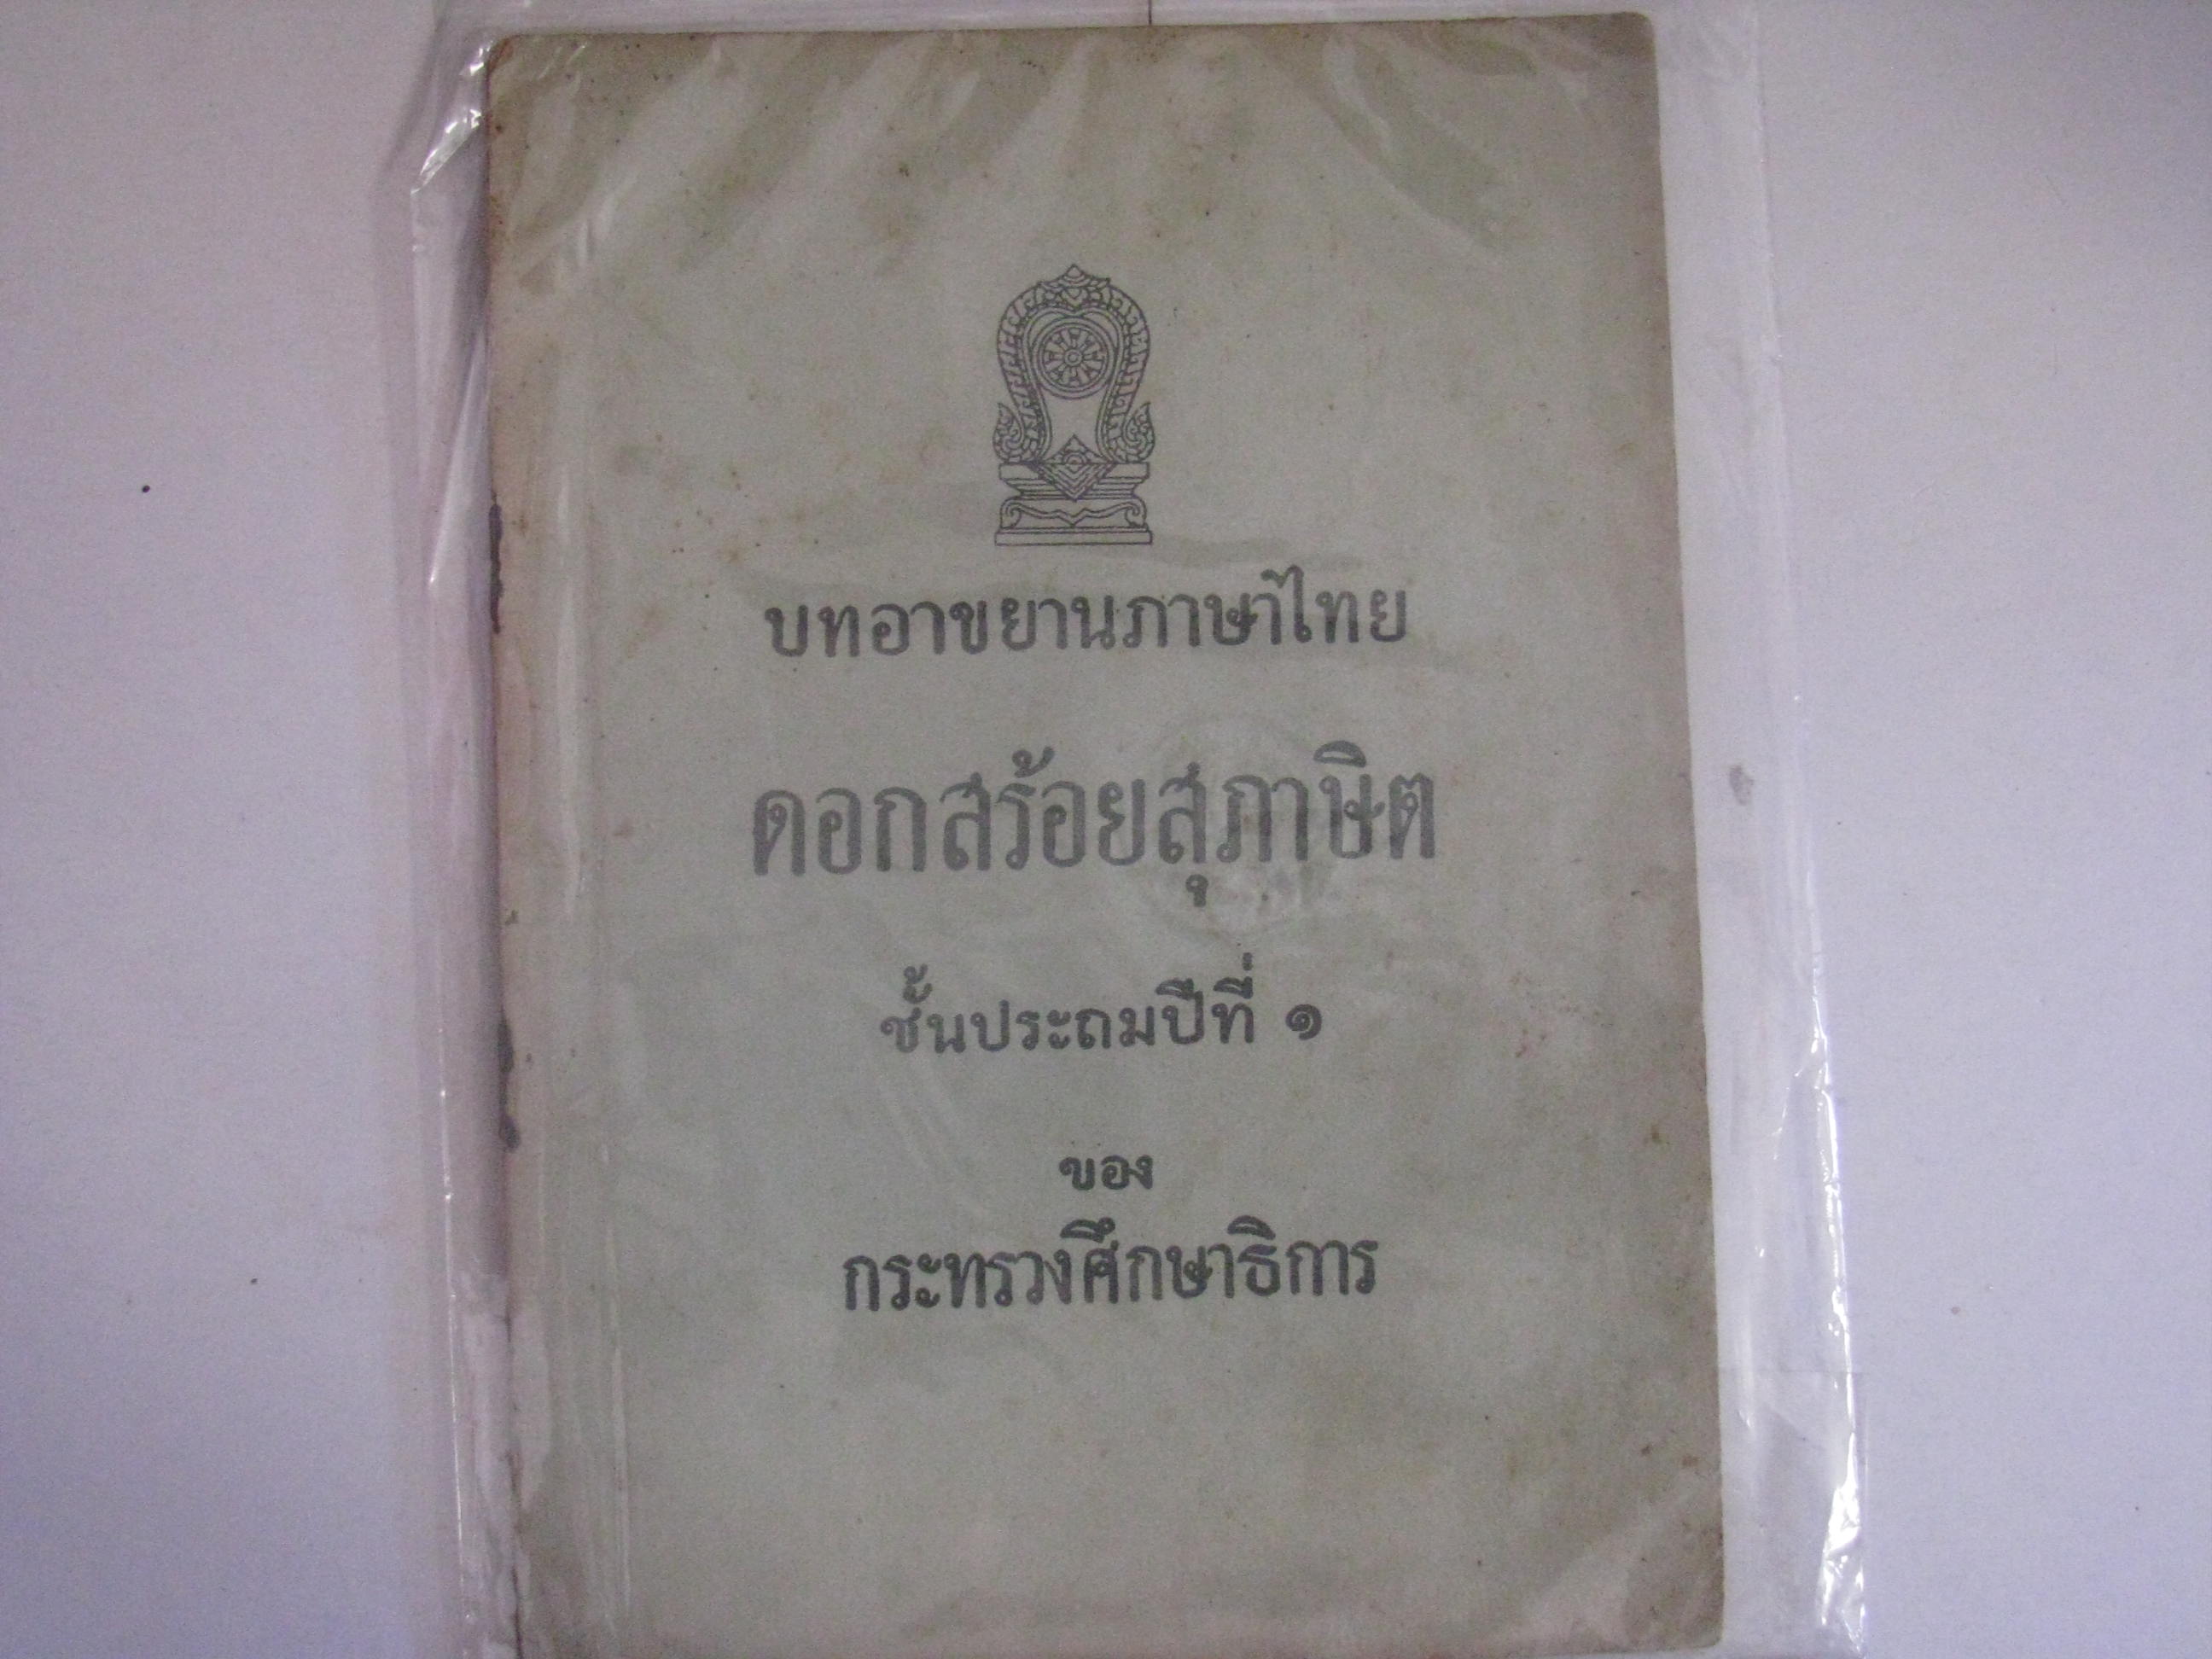 บทอาขยานภาษาไทย
ดอกสร้อยสุภาษิต
ชั้นประถมปีที่ ๑
ของ
กระทรวงศึกษาธิการ